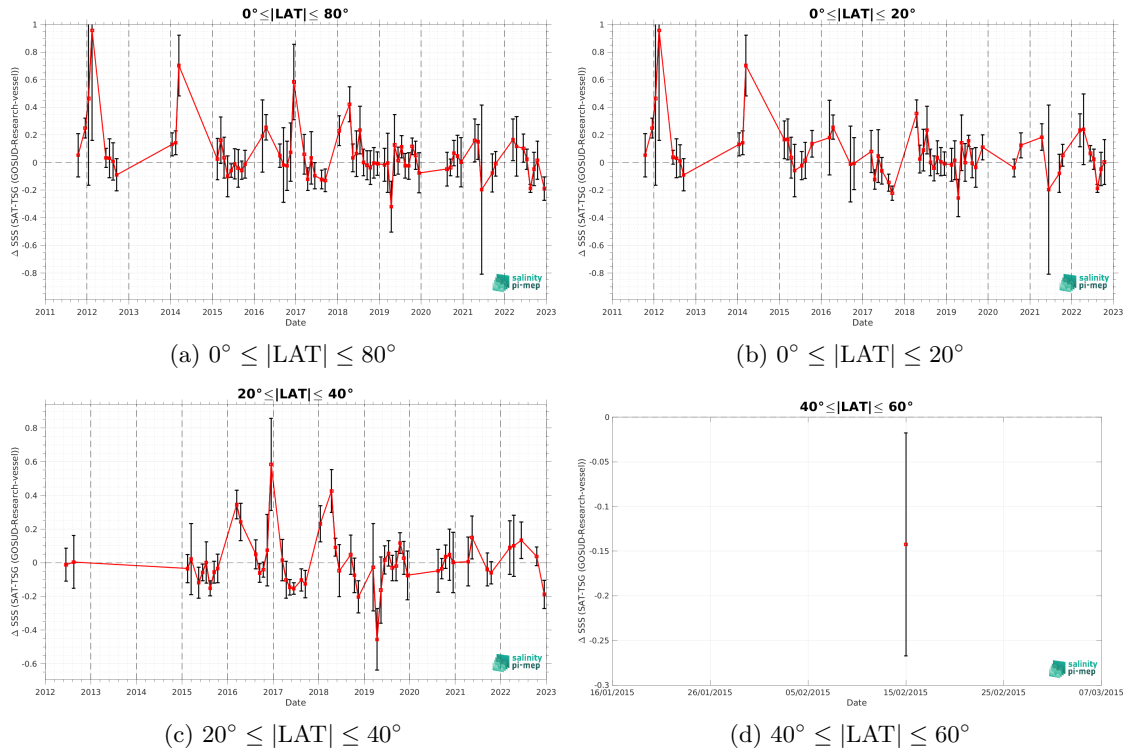 0°≤|LAT|≤ 80°
Δ SSS (SAT-TSG (GOSUD-Research-vessel))
1
0.8
0.6
0.4
0.2
0
-0.2
-0.4
-0.6
-0.8
2011 2012 2013 2014 2015 2016 2017 2018 2019 2020 2021 2022 2023
Date
salinity
pi-mep
(a) 0° ≤ |LAT| ≤ 80°
0°≤|LAT|≤ 20°
Δ SSS (SAT-TSG (GOSUD-Research-vessel))
1
0.8
0.6
0.4
0.2
0
-0.2
-0.4
-0.6
-0.8
2011 2012 2013 2014 2015 2016 2017 2018 2019 2020 2021 2022 2023
Date
salinity
pi-mep
(b) 0° ≤ |LAT| ≤ 20°
20°≤|LAT|≤ 40°
Δ SSS (SAT-TSG (GOSUD-Research-vessel))
0.8
0.6
0.4
0.2
0
-0.2
-0.4
-0.6
2012 2013 2014 2015 2016 2017 2018 2019 2020 2021 2022 2023
Date
salinity
pi-mep
(c) 20° ≤ |LAT| ≤ 40°
40°≤|LAT|≤ 60°
Δ SSS (SAT-TSG (GOSUD-Research-vessel))
0
-0.05
-0.1
-0.15
-0.2
-0.25
-0.3
16/01/2015 26/01/2015 05/02/2015 15/02/2015 25/02/2015 07/03/2015
Date
salinity
pi-mep
(d) 40° ≤ |LAT| ≤ 60°